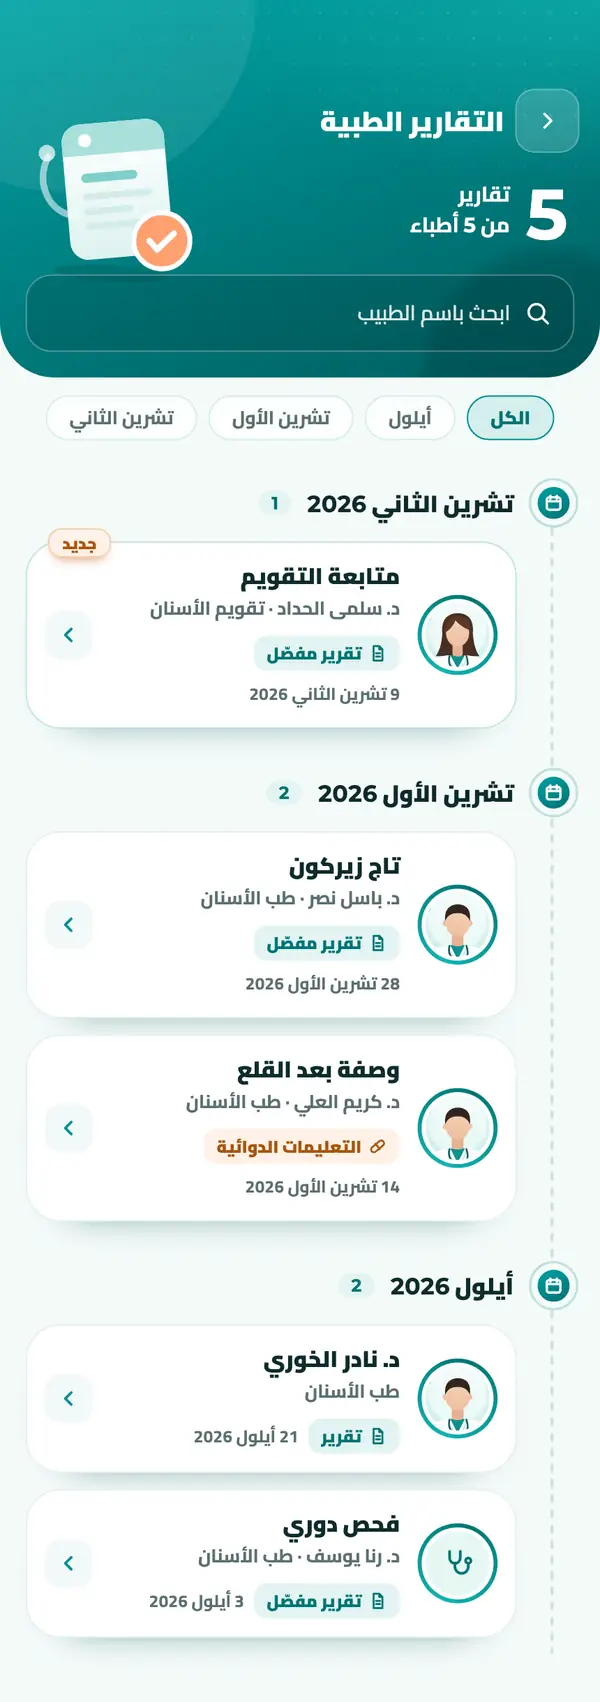 التقارير الطبية
5
تقارير
من 5 أطباء
ابحث باسم الطبيب
الكل
أيلول
تشرين الأول
تشرين الثاني
تشرين الثاني 2026
1
جديد
متابعة التقويم
د. سلمى الحداد · تقويم الأسنان
تقرير مفصّل
9 تشرين الثاني 2026
تشرين الأول 2026
2
تاج زيركون
د. باسل نصر · طب الأسنان
تقرير مفصّل
28 تشرين الأول 2026
وصفة بعد القلع
د. كريم العلي · طب الأسنان
التعليمات الدوائية
14 تشرين الأول 2026
أيلول 2026
2
د. نادر الخوري
طب الأسنان
تقرير
21 أيلول 2026
فحص دوري
د. رنا يوسف · طب الأسنان
تقرير مفصّل
3 أيلول 2026